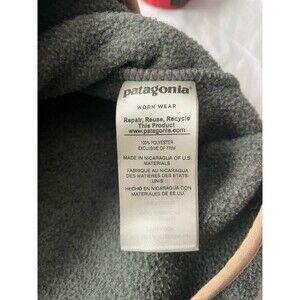 patagonia®
WORN WEAR
Repair, Reuse, Recycle
This Product
www.patagonia.com
100% POLYESTER
EXCLUSIVE OF TRIM
MADE IN NICARAGUA OF U.S.
MATERIALS
FABRIQUÉ AU NICARAGUA
DES MATIÈRES DES ÉTATS-
UNIS
HECHO EN NICARAGUA CON
MATERIALES DE EE.UU.